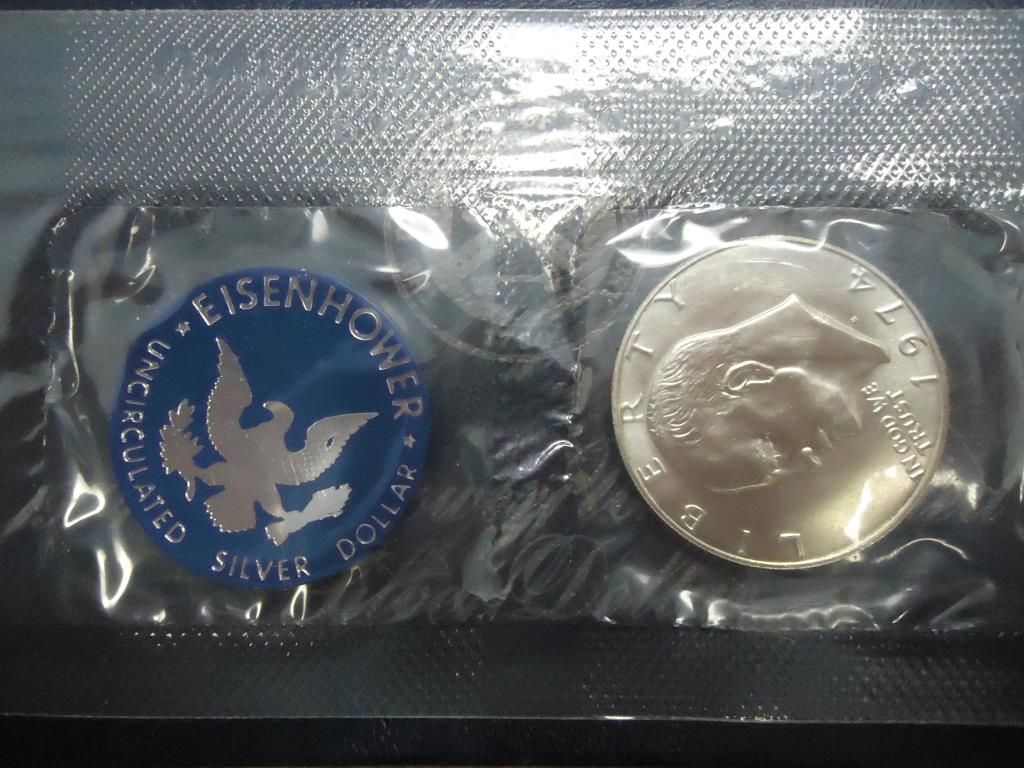 ★ EISENHOWER ★
UNCIRCULATED SILVER DOLLAR
LIBERTY
IN GOD WE
TRUST
1974